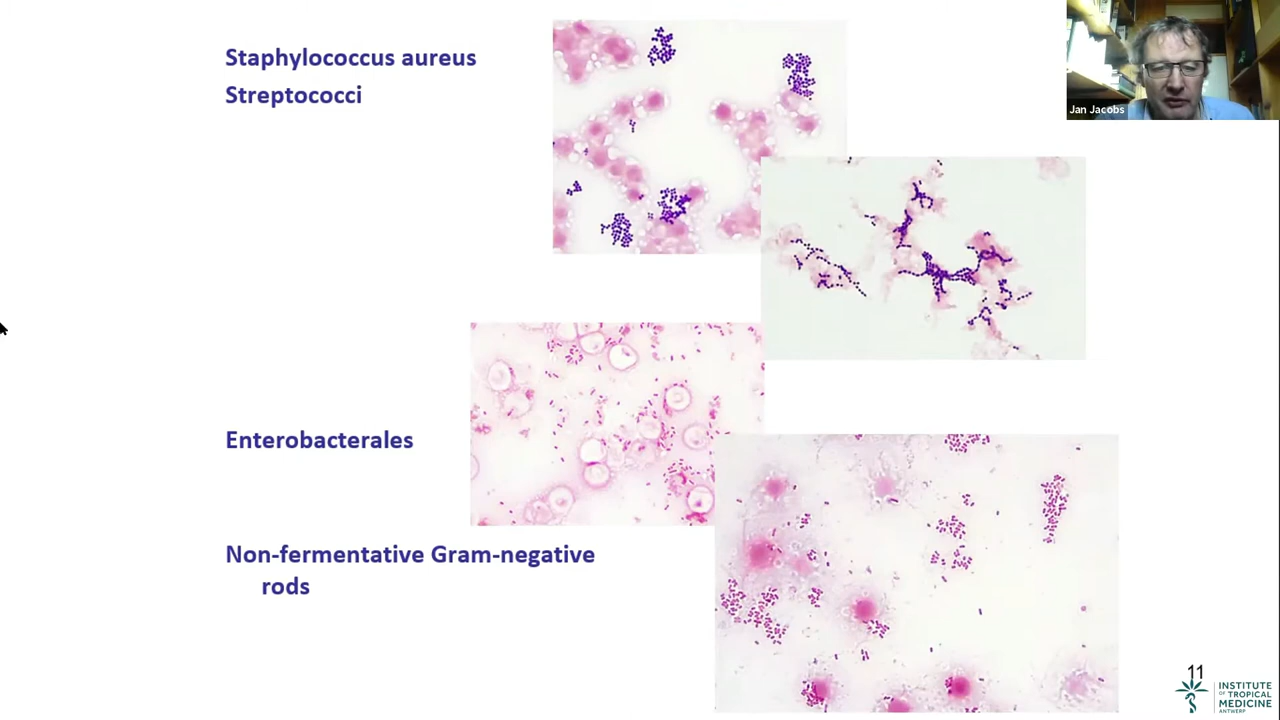 Staphylococcus aureus
Streptococci
Jan Jacobs
Enterobacterales
Non-fermentative Gram-negative
rods
11
INSTITUTE
OF TROPICAL
MEDICINE
ANTWERP